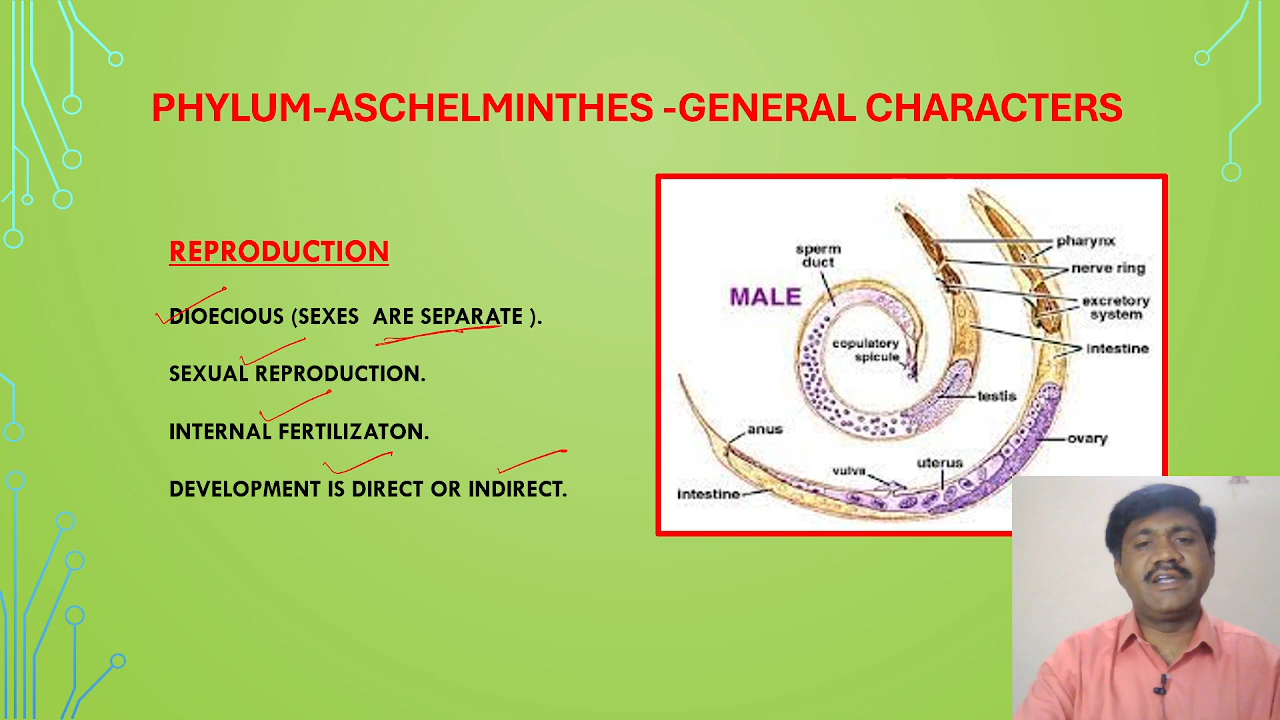 PHYLUM-ASCHELMINTHES -GENERAL CHARACTERS
REPRODUCTION
DIOECIOUS (SEXES ARE SEPARATE ).
SEXUAL REPRODUCTION.
INTERNAL FERTILIZATON.
DEVELOPMENT IS DIRECT OR INDIRECT.
sperm
duct
MALE
copulatory
spicule
pharynx
nerve ring
excretory
system
intestine
testis
ovary
anus
vulva
uterus
intestine